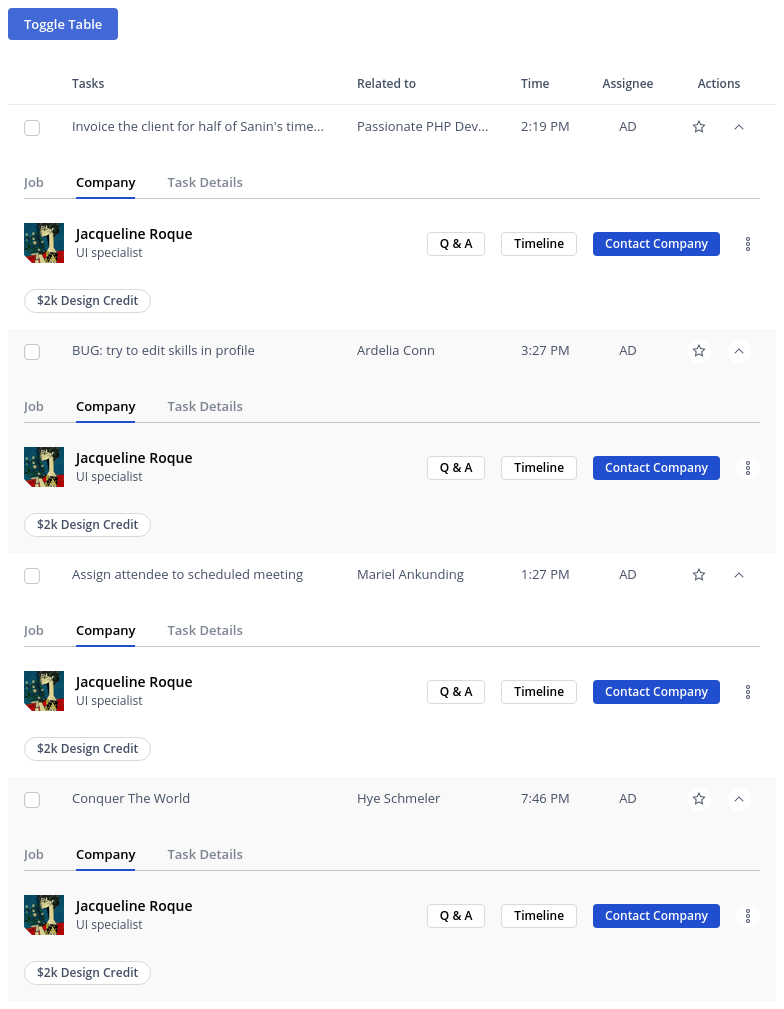 Toggle Table
Tasks Related to Time Assignee Actions
Invoice the client for half of Sanin's time... Passionate PHP Dev... 2:19 PM AD
Job Company Task Details
Jacqueline Roque
UI specialist
Q & A Timeline Contact Company
$2k Design Credit
BUG: try to edit skills in profile Ardelia Conn 3:27 PM AD
Job Company Task Details
Jacqueline Roque
UI specialist
Q & A Timeline Contact Company
$2k Design Credit
Assign attendee to scheduled meeting Mariel Ankunding 1:27 PM AD
Job Company Task Details
Jacqueline Roque
UI specialist
Q & A Timeline Contact Company
$2k Design Credit
Conquer The World Hye Schmeler 7:46 PM AD
Job Company Task Details
Jacqueline Roque
UI specialist
Q & A Timeline Contact Company
$2k Design Credit